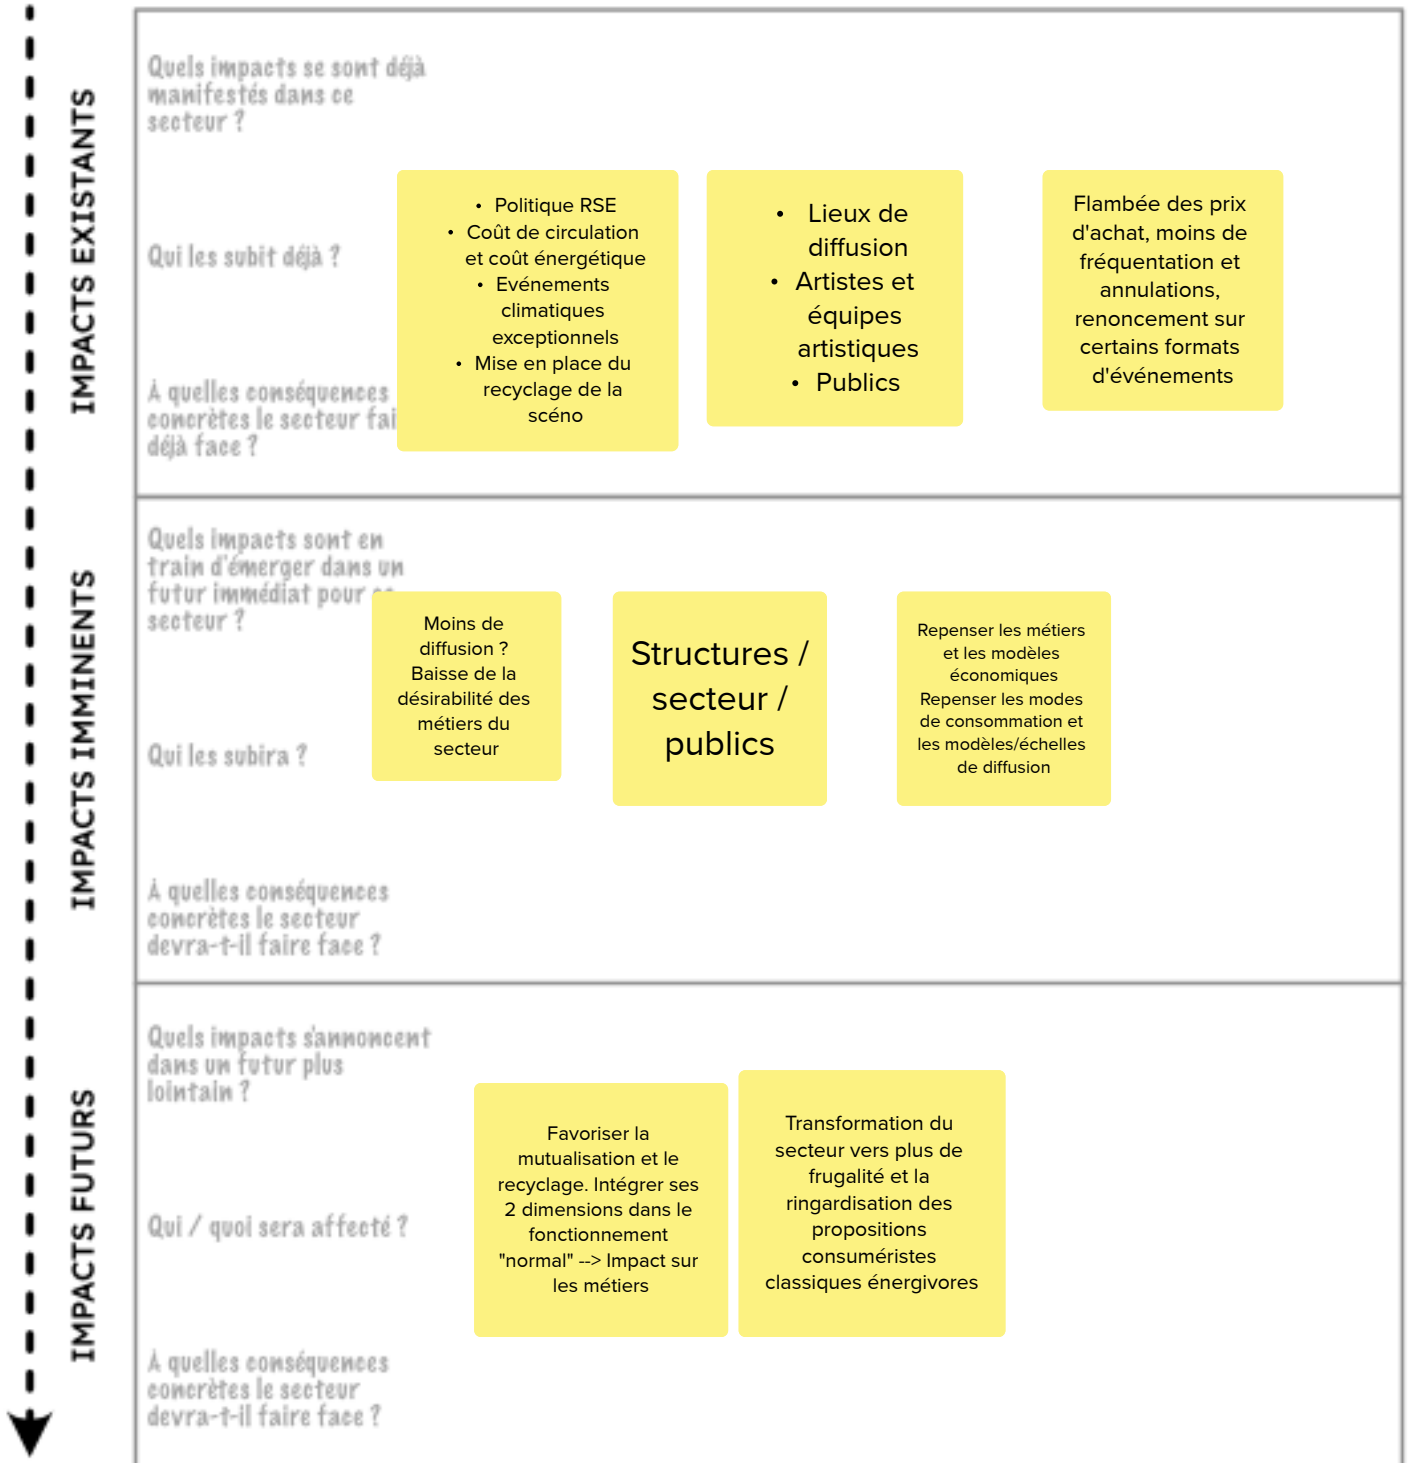 IMPACTS EXISTANTS
Quels impacts se sont déjà
manifestés dans ce
secteur ?
Qui les subit déjà ?
À quelles conséquences
concrètes le secteur fai
déjà face ?
• Politique RSE
• Coût de circulation
et coût énergétique
• Evénements
climatiques
exceptionnels
• Mise en place du
recyclage de la
scéno
• Lieux de
diffusion
• Artistes et
équipes
artistiques
• Publics
Flambée des prix
d'achat, moins de
fréquentation et
annulations,
renoncement sur
certains formats
d'événements
IMPACTS IMMINENTS
Quels impacts sont en
train d'émerger dans un
futur immédiat pour
secteur ?
Qui les subira ?
À quelles conséquences
concrètes le secteur
devra-t-il faire face ?
Moins de
diffusion ?
Baisse de la
désirabilité des
métiers du
secteur
Structures /
secteur /
publics
Repenser les métiers
et les modèles
économiques
Repenser les modes
de consommation et
les modèles/échelles
de diffusion
IMPACTS FUTURS
Quels impacts s'annoncent
dans un futur plus
lointain ?
Qui / quoi sera affecté ?
À quelles conséquences
concrètes le secteur
devra-t-il faire face ?
Favoriser la
mutualisation et le
recyclage. Intégrer ses
2 dimensions dans le
fonctionnement
"normal" --> Impact sur
les métiers
Transformation du
secteur vers plus de
frugalité et la
ringardisation des
propositions
consuméristes
classiques énergivores